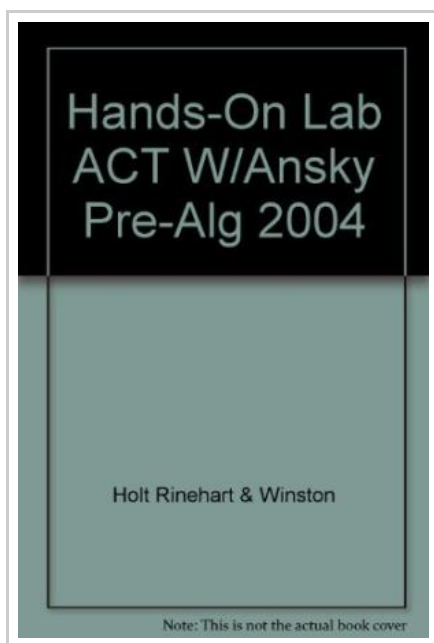 Hands-On Lab
ACT W/Ansky
Pre-Alg 2004
Holt Rinehart & Winston
Note: This is not the actual book cover